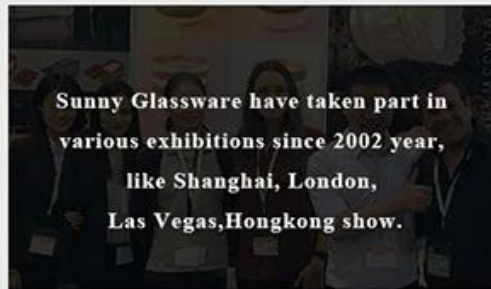 Sunny Glassware have taken part in
various exhibitions since 2002 year,
like Shanghai, London,
Las Vegas,Hongkong show.